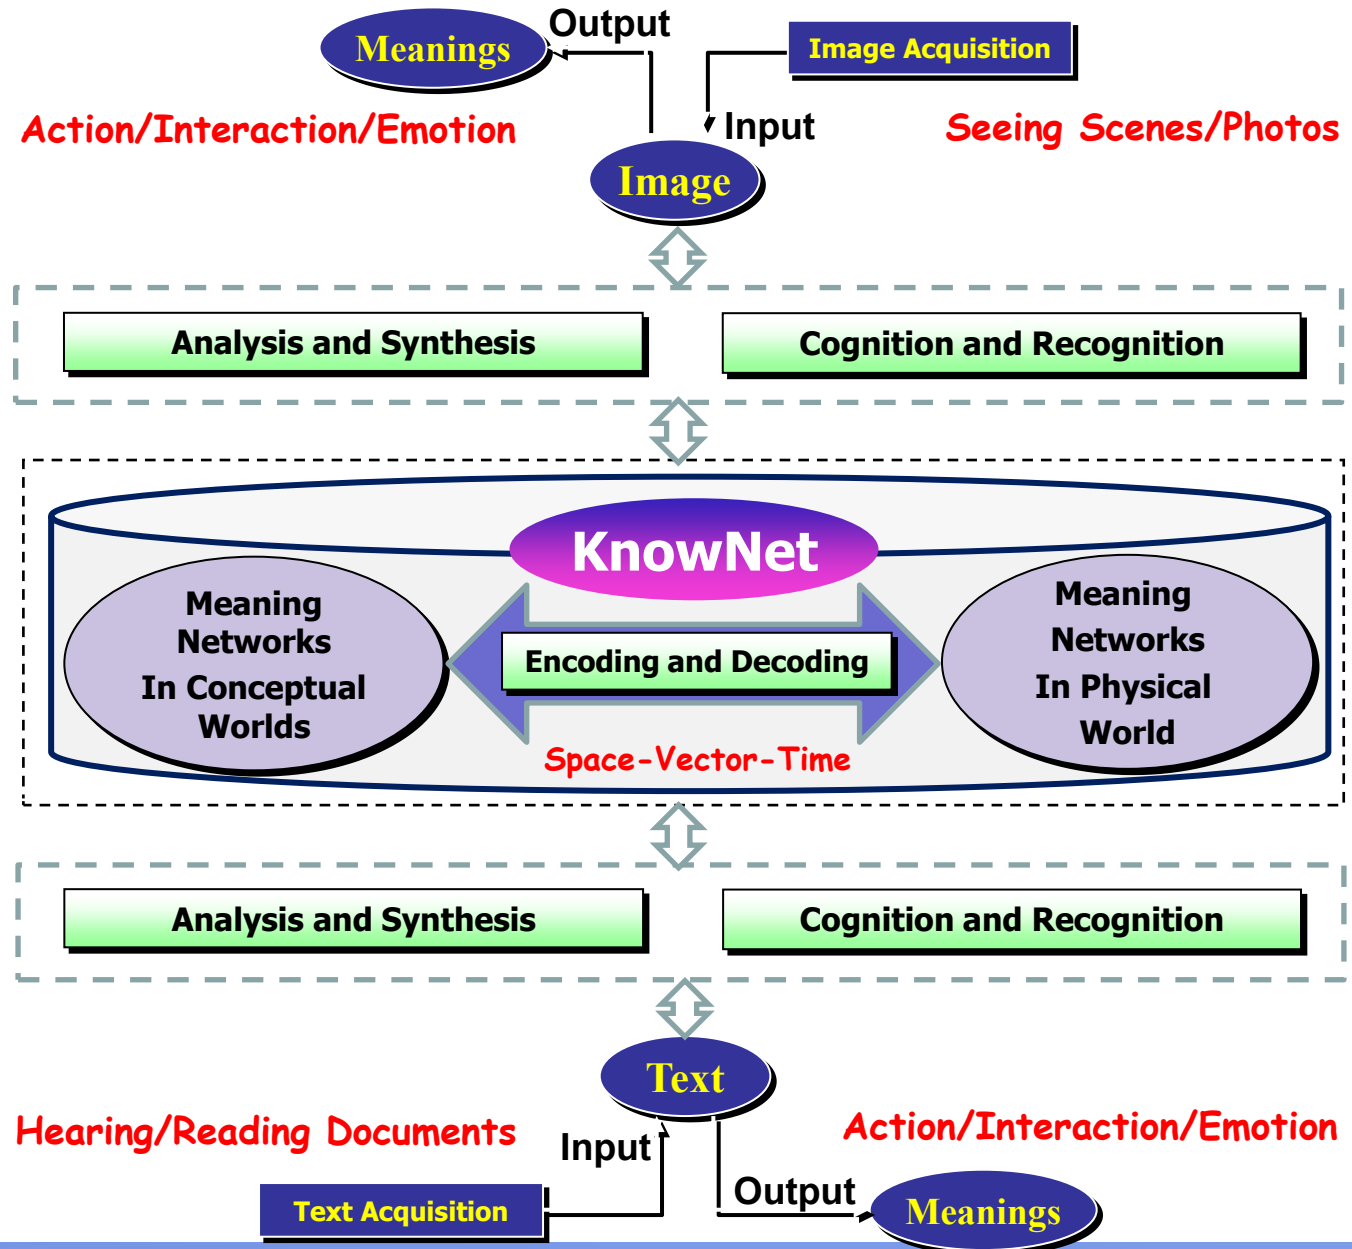 Meanings
Output
Image Acquisition
Action/Interaction/Emotion
Input
Seeing Scenes/Photos
Image
Analysis and Synthesis
Cognition and Recognition
KnowNet
Meaning
Networks
In Conceptual
Worlds
Encoding and Decoding
Meaning
Networks
In Physical
World
Space-Vector-Time
Analysis and Synthesis
Cognition and Recognition
Text
Hearing/Reading Documents
Input
Action/Interaction/Emotion
Text Acquisition
Output
Meanings